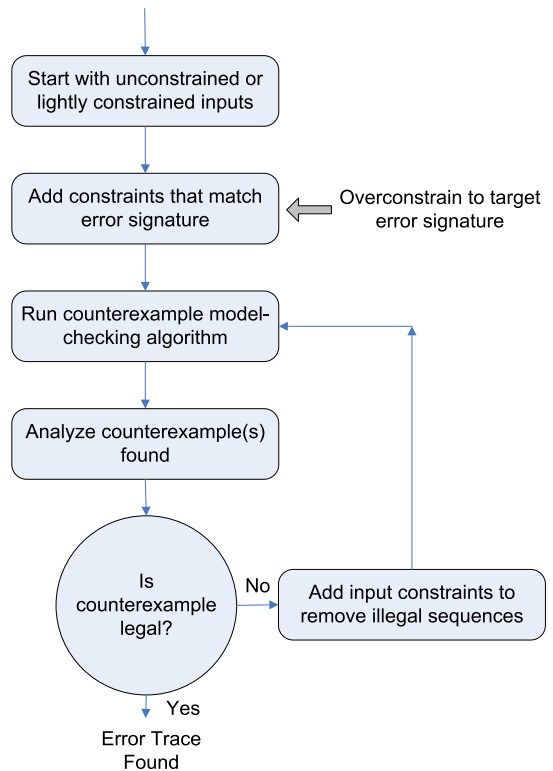 Start with unconstrained or
lightly constrained inputs
Add constraints that match
error signature
Overconstrain to target
error signature
Run counterexample model-
checking algorithm
Analyze counterexample(s)
found
Is
counterexample
legal?
No
Add input constraints to
remove illegal sequences
Yes
Error Trace
Found